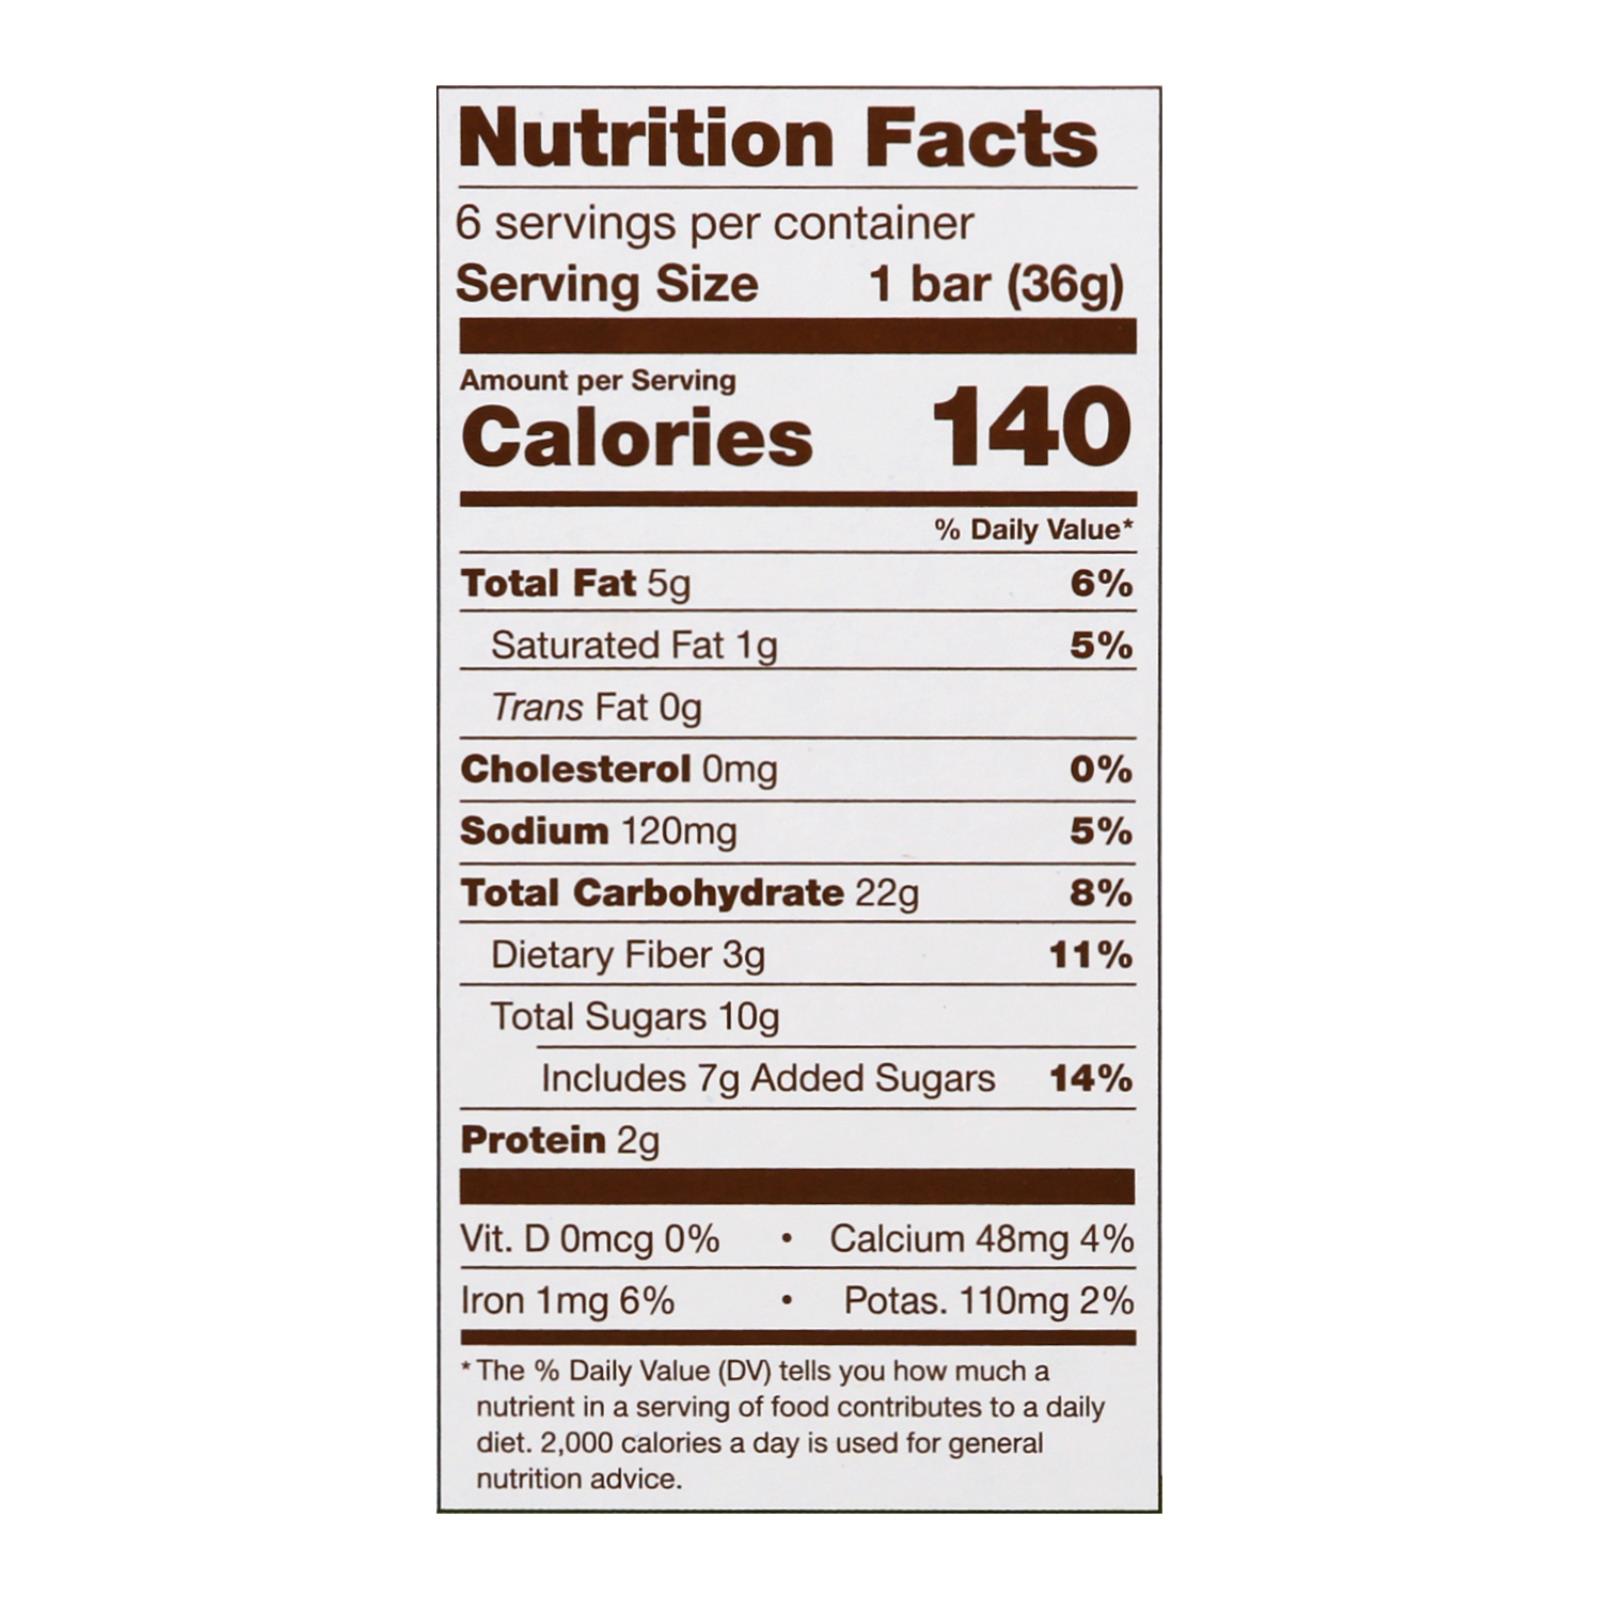 Nutrition Facts
6 servings per container
Serving Size 1 bar (36g)
Amount per Serving
Calories 140
% Daily Value*
Total Fat 5g 6%
Saturated Fat 1g 5%
Trans Fat 0g
Cholesterol 0mg 0%
Sodium 120mg 5%
Total Carbohydrate 22g 8%
Dietary Fiber 3g 11%
Total Sugars 10g
Includes 7g Added Sugars 14%
Protein 2g
Vit. D 0mcg 0% • Calcium 48mg 4%
Iron 1mg 6% • Potas. 110mg 2%
* The % Daily Value (DV) tells you how much a
nutrient in a serving of food contributes to a daily
diet. 2,000 calories a day is used for general
nutrition advice.